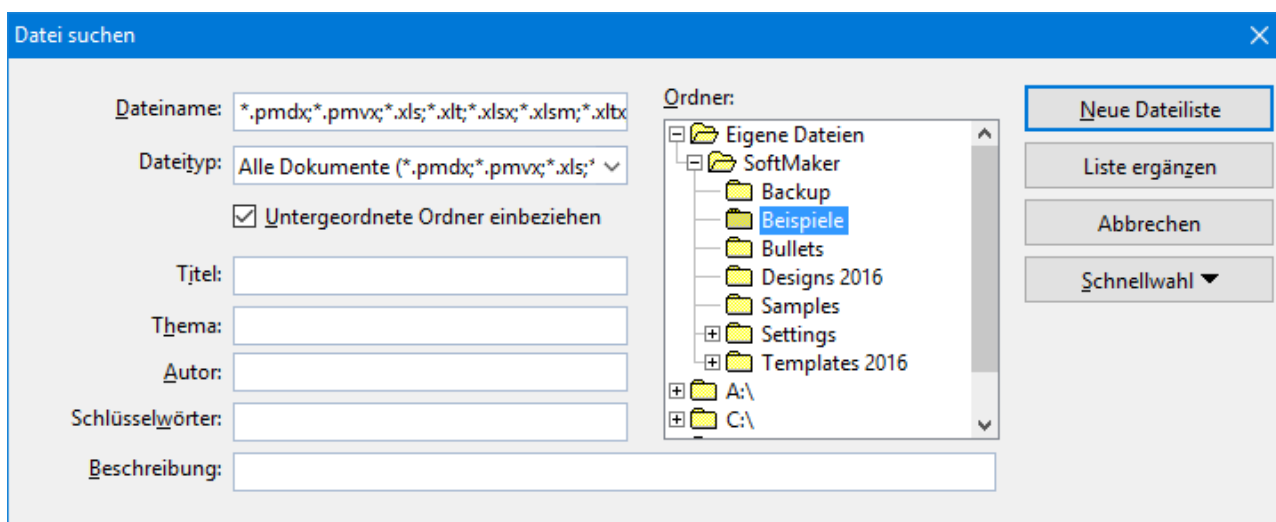 Datei suchen
Dateiname: *.pmdx;*.pmvx;*.xls;*.xlt;*.xlsx;*.xlsm;*.xltx
Dateityp: Alle Dokumente (*.pmdx;*.pmvx;*.xls;*
Untergeordnete Ordner einbeziehen
Titel:
Thema:
Autor:
Schlüsselwörter:
Beschreibung:
Ordner:
Eigene Dateien
SoftMaker
Backup
Beispiele
Bullets
Designs 2016
Samples
Settings
Templates 2016
A:\
C:\
Neue Dateiliste
Liste ergänzen
Abbrechen
Schnellwahl